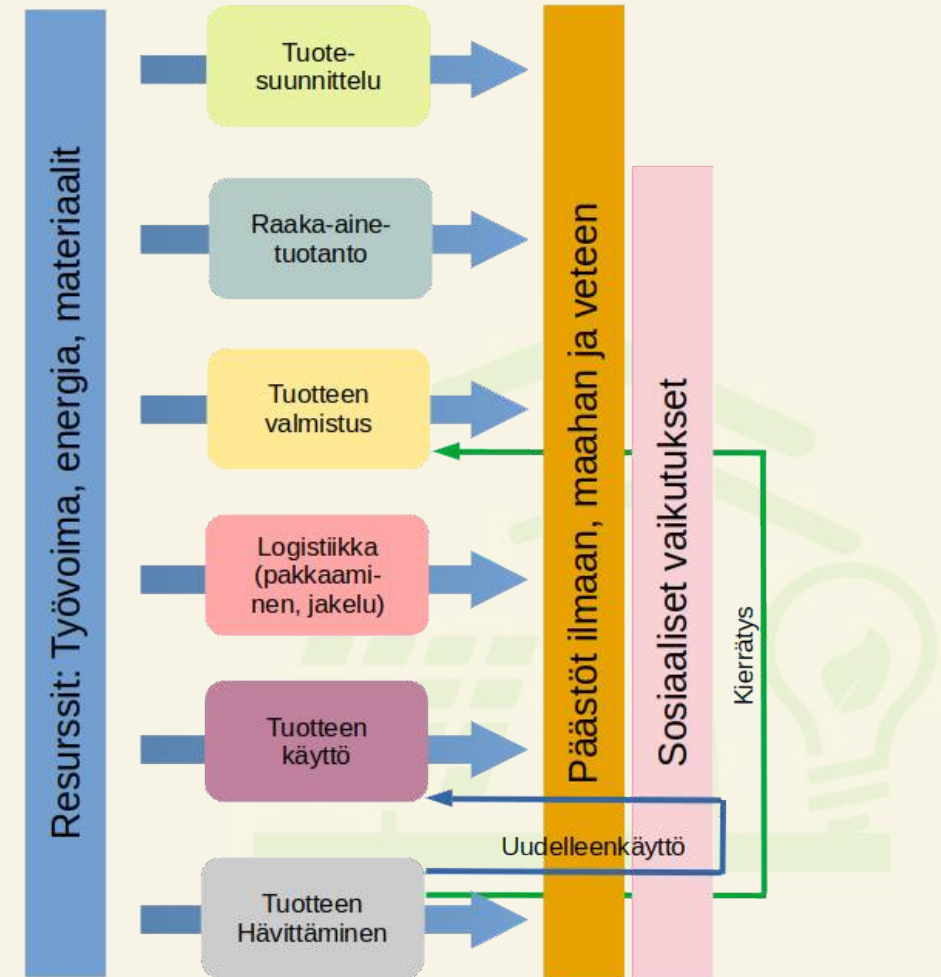 Resurssit: Työvoima, energia, materiaalit
Tuote-
suunnittelu
Raaka-aine-
tuotanto
Tuotteen
valmistus
Logistiikka
(pakkaami-
nen, jakelu)
Tuotteen
käyttö
Tuotteen
Hävittäminen
Päästöt ilmaan, maahan ja veteen
Sosiaaliset vaikutukset
Kierrätys
Uudelleenkäyttö